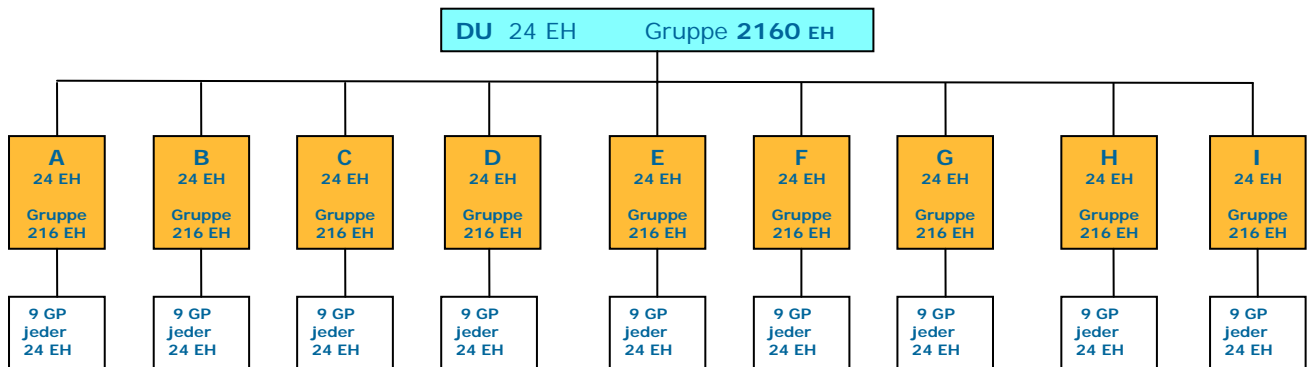 DU 24 EH Gruppe 2160 EH
A
24 EH
Gruppe
216 EH
B
24 EH
Gruppe
216 EH
C
24 EH
Gruppe
216 EH
D
24 EH
Gruppe
216 EH
E
24 EH
Gruppe
216 EH
F
24 EH
Gruppe
216 EH
G
24 EH
Gruppe
216 EH
H
24 EH
Gruppe
216 EH
I
24 EH
Gruppe
216 EH
9 GP
jeder
24 EH
9 GP
jeder
24 EH
9 GP
jeder
24 EH
9 GP
jeder
24 EH
9 GP
jeder
24 EH
9 GP
jeder
24 EH
9 GP
jeder
24 EH
9 GP
jeder
24 EH
9 GP
jeder
24 EH